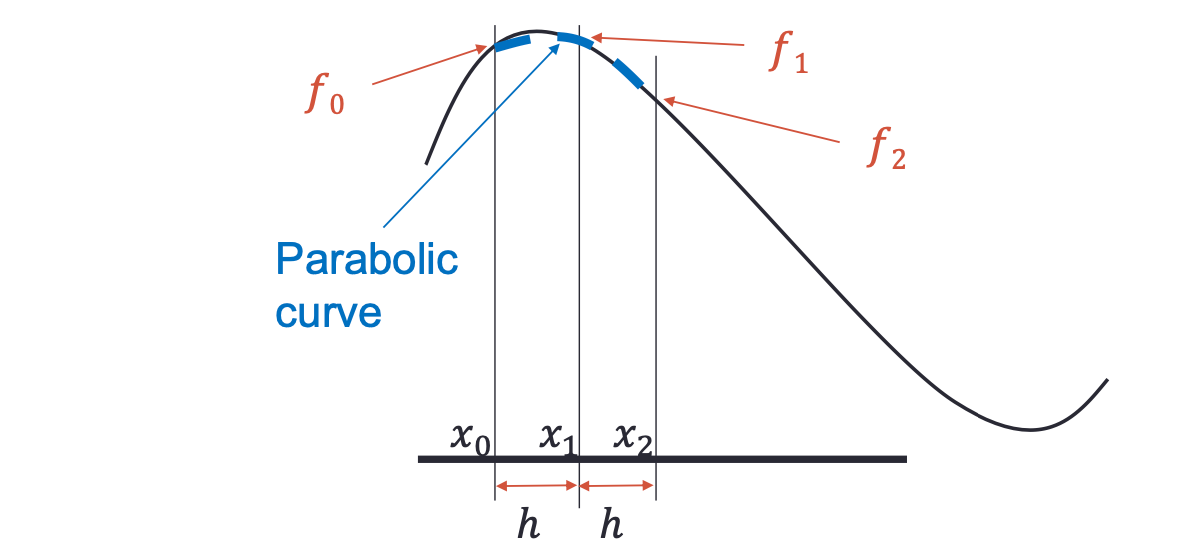 f₁
f₀
f₂
Parabolic
curve
x₀ x₁ x₂
h h